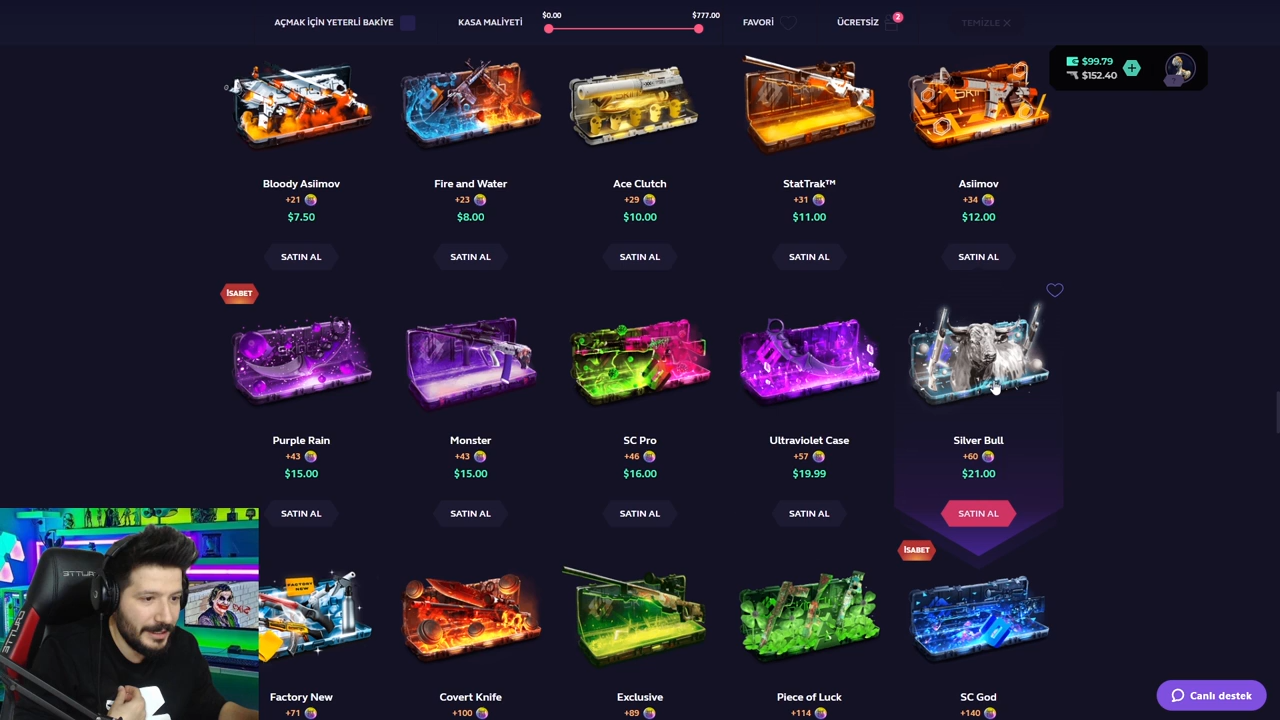 AÇMAK İÇİN YETERLİ BAKİYE
KASA MALİYETİ
$0.00
$777.00
FAVORİ
ÜCRETSİZ
2
TEMİZLE
$99.79
$152.40
Bloody Asiimov
+21
$7.50
SATIN AL
Fire and Water
+23
$8.00
SATIN AL
Ace Clutch
+29
$10.00
SATIN AL
StatTrak™
+31
$11.00
SATIN AL
Asiimov
+34
$12.00
SATIN AL
İSABET
Purple Rain
+43
$15.00
SATIN AL
Monster
+43
$15.00
SATIN AL
SC Pro
+46
$16.00
SATIN AL
Ultraviolet Case
+57
$19.99
SATIN AL
Silver Bull
+60
$21.00
SATIN AL
FACTORY
NEW
Factory New
+71
Covert Knife
+100
Exclusive
+89
Piece of Luck
+114
İSABET
SC God
+140
Canlı destek